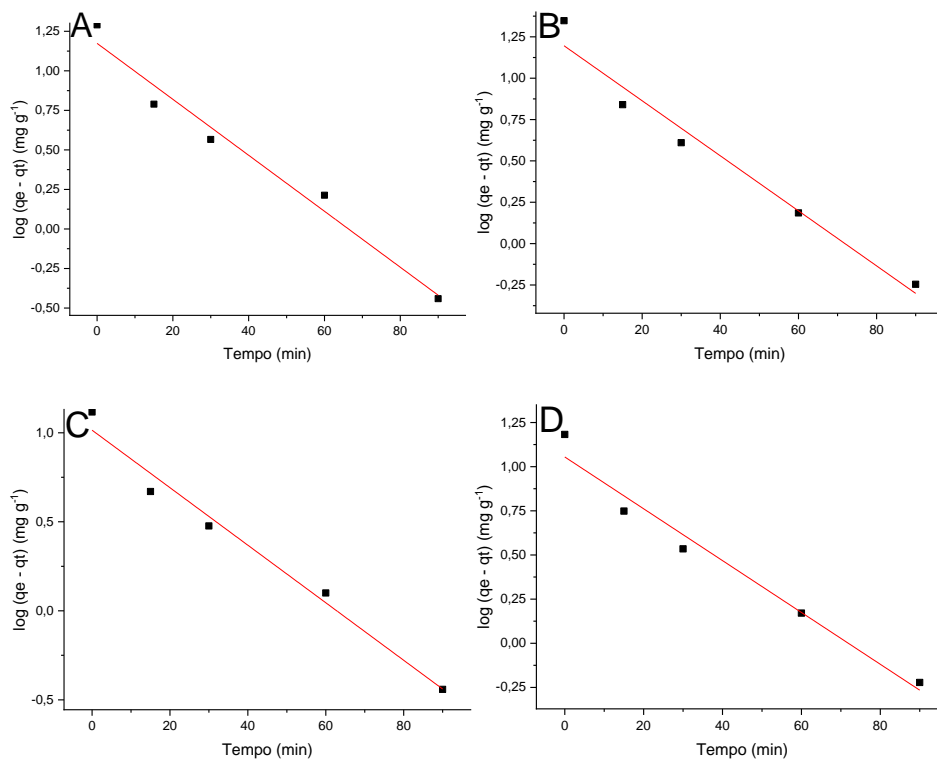 A
1,25
1,00
0,75
0,50
0,25
0,00
-0,25
-0,50
log (qe - qt) (mg g⁻¹)
0 20 40 60 80
Tempo (min)
B
1,25
1,00
0,75
0,50
0,25
0,00
-0,25
log (qe - qt) (mg g⁻¹)
0 20 40 60 80
Tempo (min)
C
1,0
0,5
0,0
-0,5
log (qe - qt) (mg g⁻¹)
0 20 40 60 80
Tempo (min)
D
1,25
1,00
0,75
0,50
0,25
0,00
-0,25
log (qe - qt) (mg g⁻¹)
0 20 40 60 80
Tempo (min)